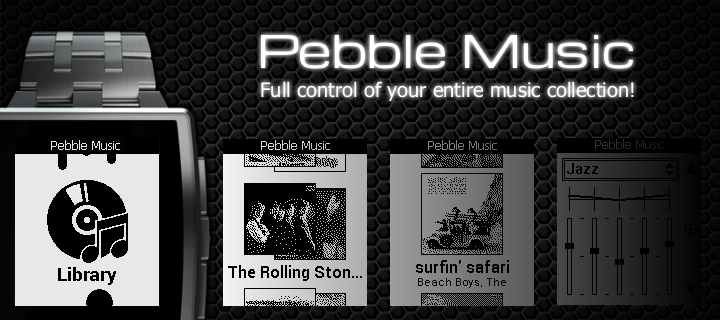 Pebble Music
Full control of your entire music collection!
Pebble Music
Library
Pebble Music
The Rolling Ston...
Pebble Music
surfin' safari
Beach Boys, The
Pebble Music
Jazz